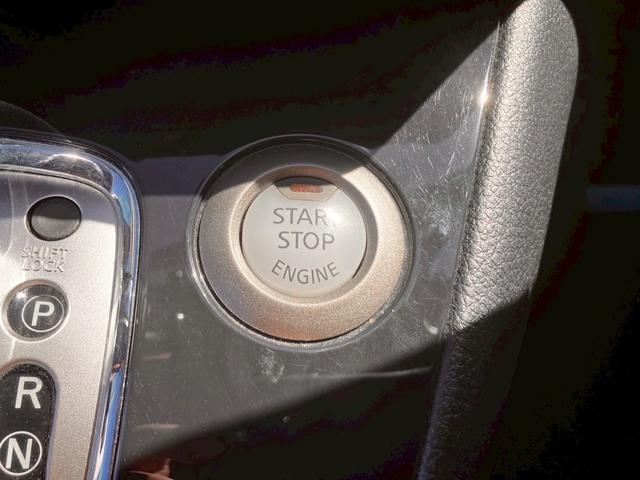 START
STOP
ENGINE
SHIFT
LOCK
P
R
N